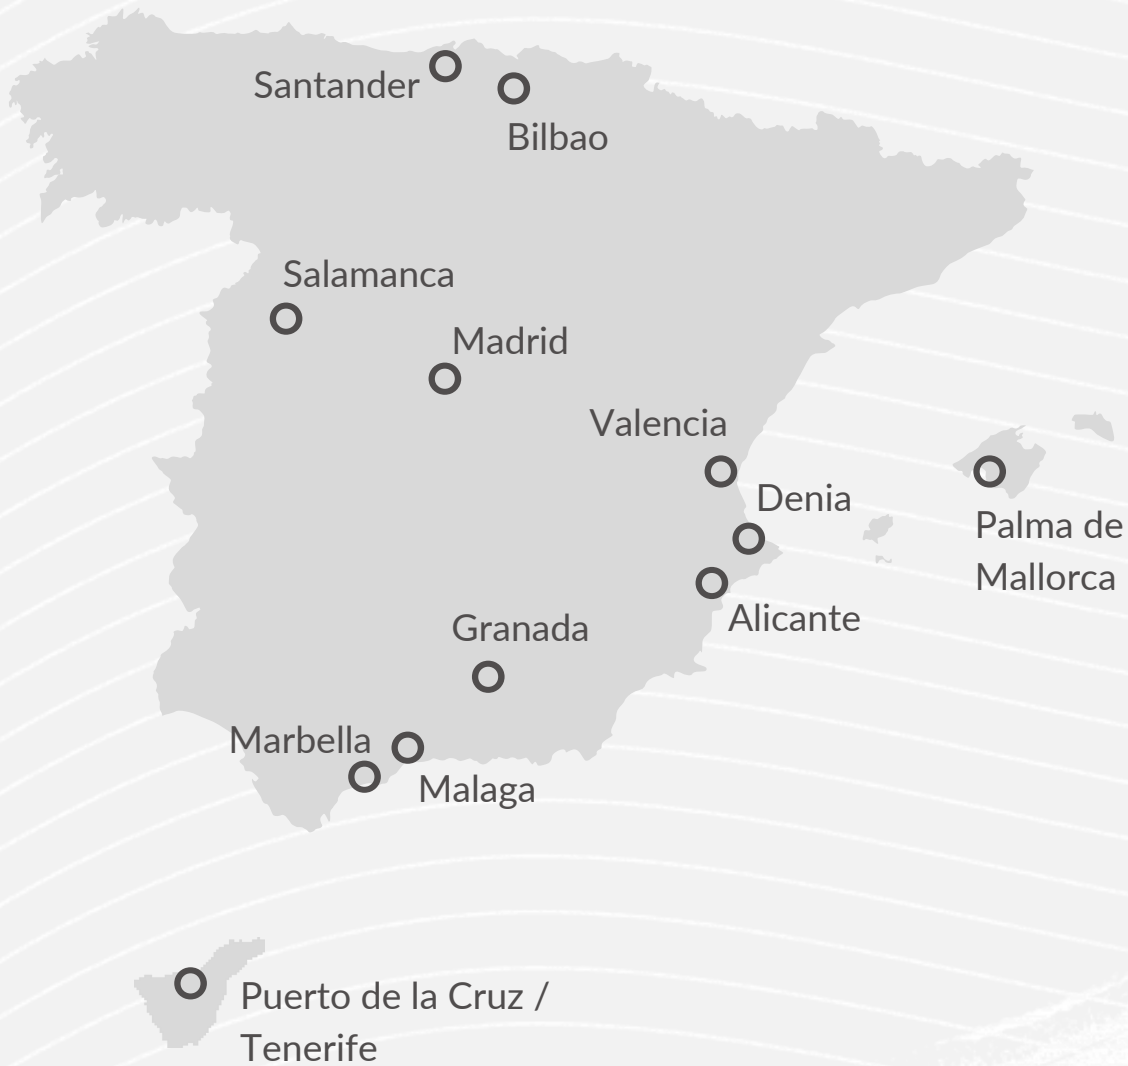 Santander
Bilbao
Salamanca
Madrid
Valencia
Denia
Palma de
Mallorca
Alicante
Granada
Marbella
Malaga
Puerto de la Cruz /
Tenerife